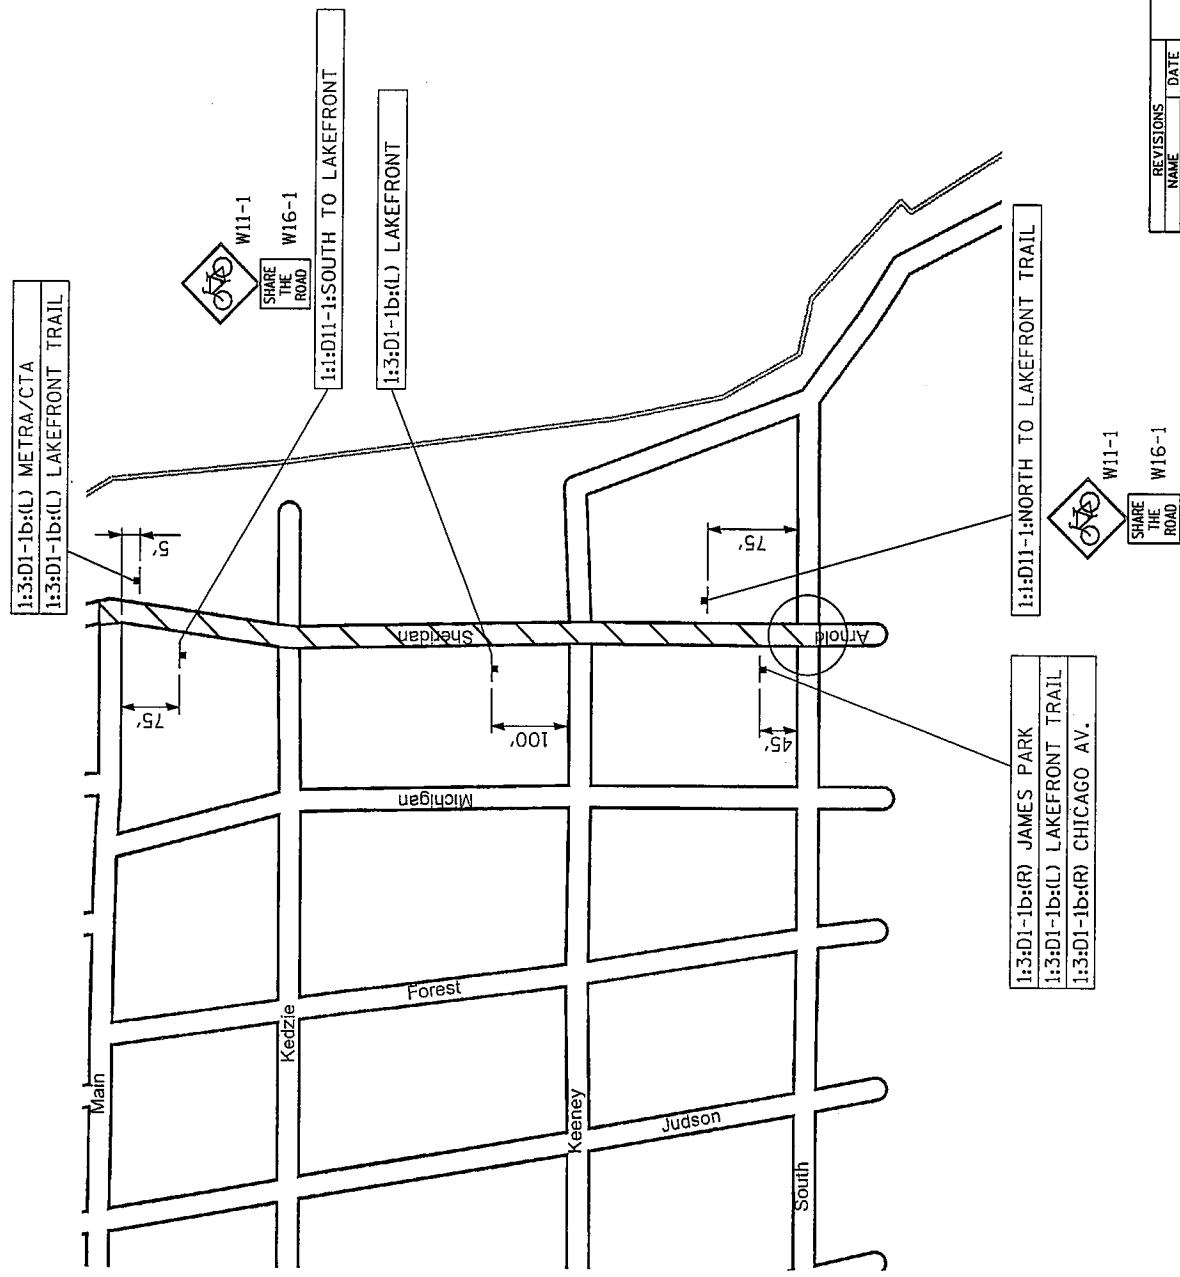 1:3:D1-1b:(L) METRA/CTA
1:3:D1-1b:(L) LAKEFRONT TRAIL
W11-1
SHARE
THE
ROAD
W16-1
1:1:D11-1:SOUTH TO LAKEFRONT
1:3:D1-1b:(L) LAKEFRONT
REVISIONS
NAME
DATE
5'
75'
Sheridan
100'
75'
45'
Arnold
1:1:D11-1:NORTH TO LAKEFRONT TRAIL
W11-1
SHARE
THE
ROAD
W16-1
1:3:D1-1b:(R) JAMES PARK
1:3:D1-1b:(L) LAKEFRONT TRAIL
1:3:D1-1b:(R) CHICAGO AV.
Michigan
Forest
Kedzie
Main
Keeney
Judson
South